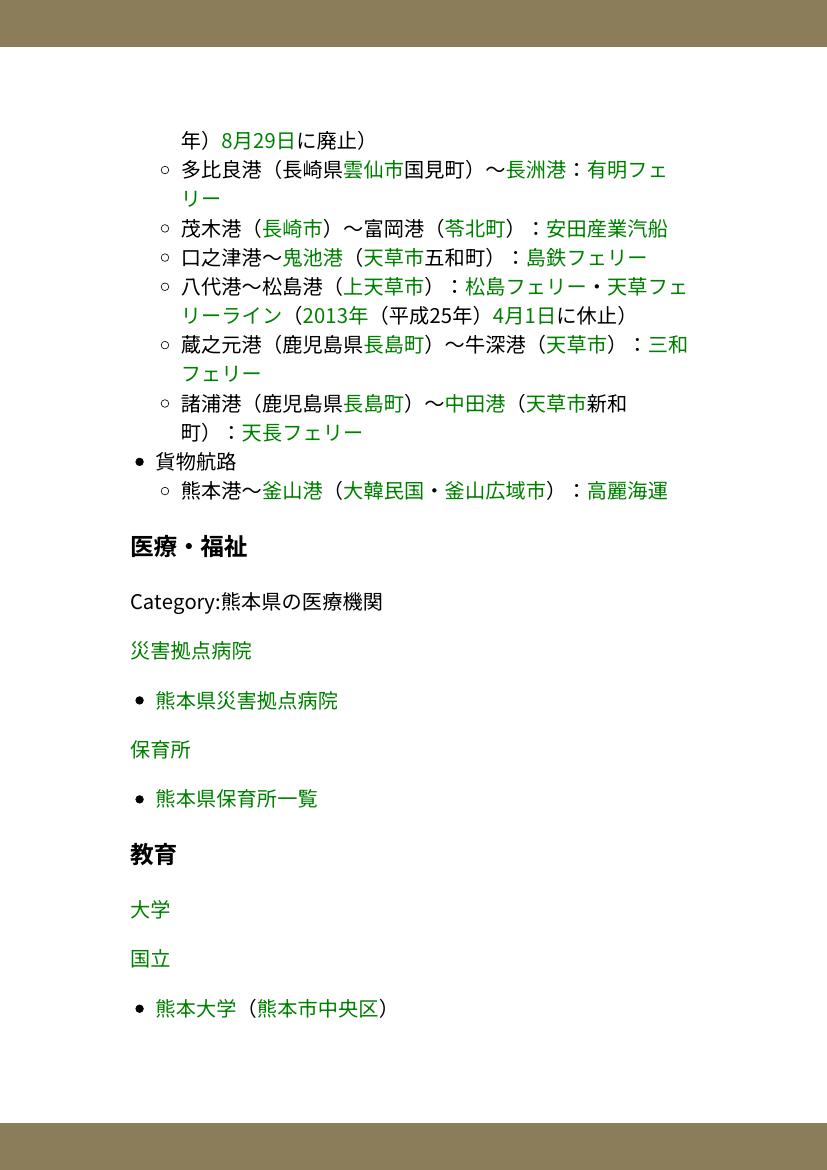 年）8月29日に廃止）
多比良港（長崎県雲仙市国見町）〜長洲港：有明フェ
リー
茂木港（長崎市）〜富岡港（苓北町）：安田産業汽船
口之津港〜鬼池港（天草市五和町）：島鉄フェリー
八代港〜松島港（上天草市）：松島フェリー・天草フェ
リーライン（2013年（平成25年）4月1日に休止）
蔵之元港（鹿児島県長島町）〜牛深港（天草市）：三和
フェリー
諸浦港（鹿児島県長島町）〜中田港（天草市新和
町）：天長フェリー
貨物航路
熊本港〜釜山港（大韓民国・釜山広域市）：高麗海運
医療・福祉
Category:熊本県の医療機関
災害拠点病院
熊本県災害拠点病院
保育所
熊本県保育所一覧
教育
大学
国立
熊本大学（熊本市中央区）